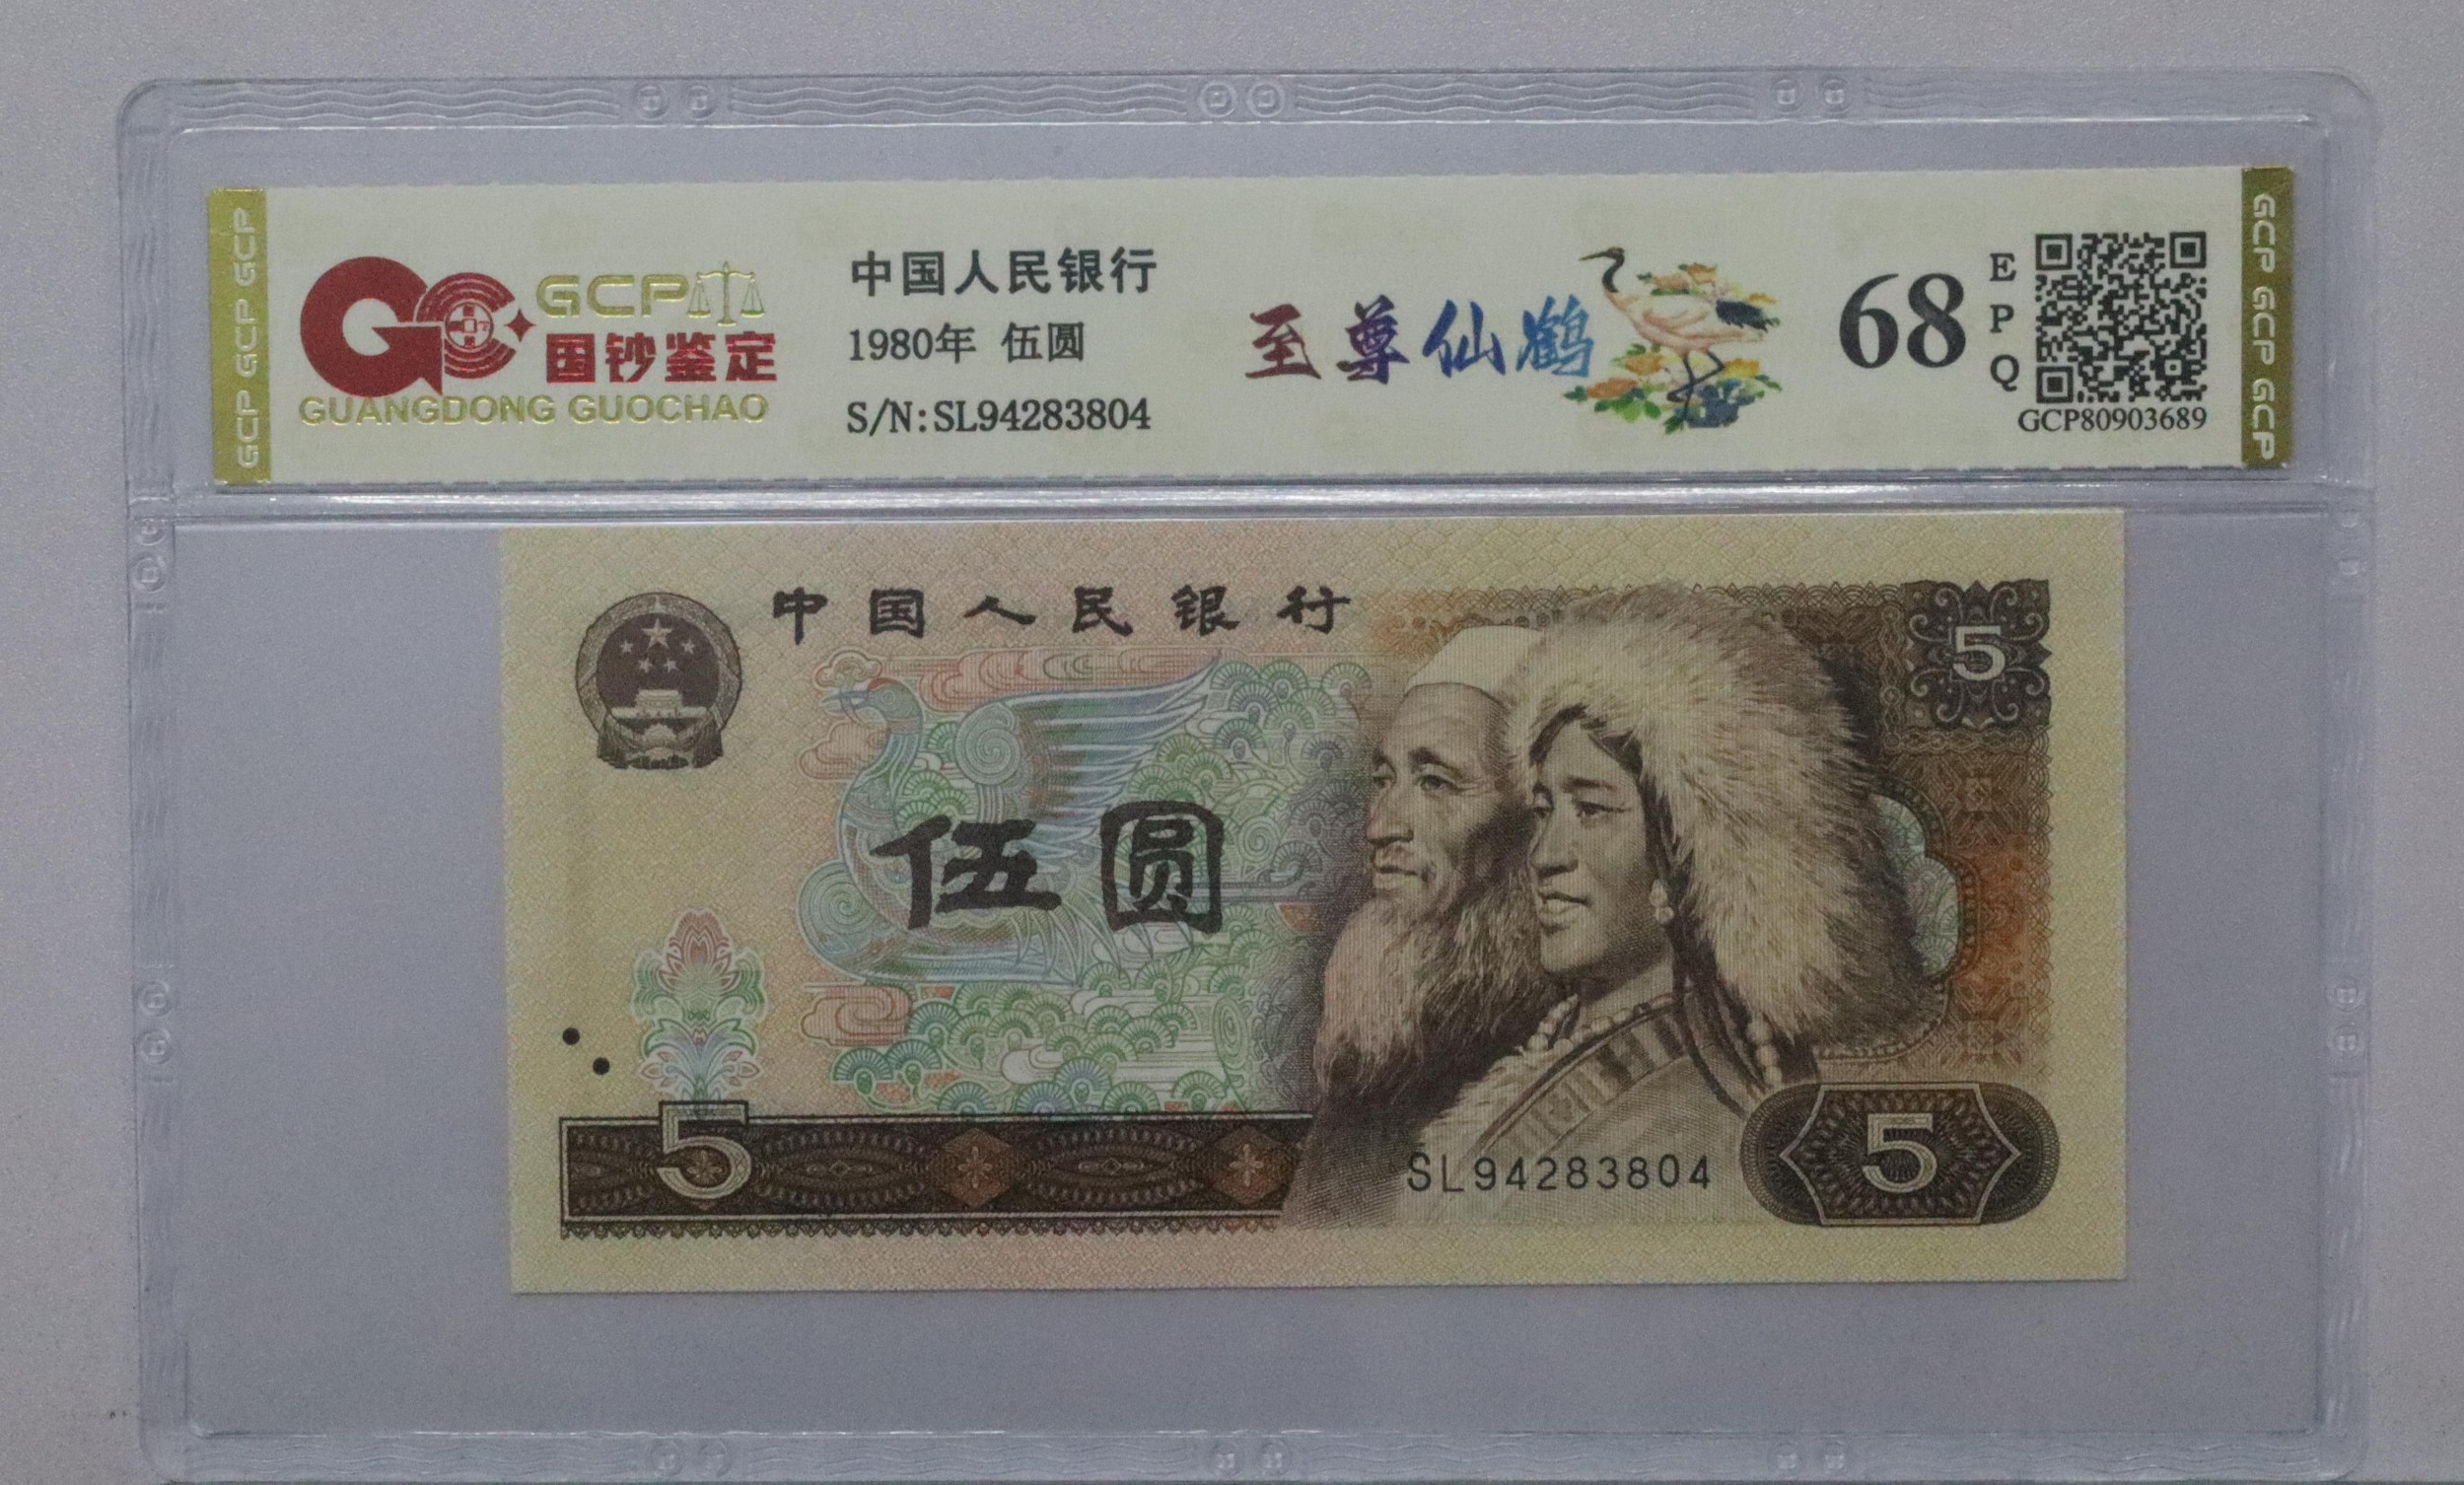 GCP GCP GCP
GCP
国钞鉴定
GUANGDONG GUOCHAO
中国人民银行
1980年 伍圆
S/N:SL94283804
至尊仙鹤
68
E
P
Q
GCP80903689
GCP GCP GCP
中国人民银行
5
伍圆
5
SL94283804
5